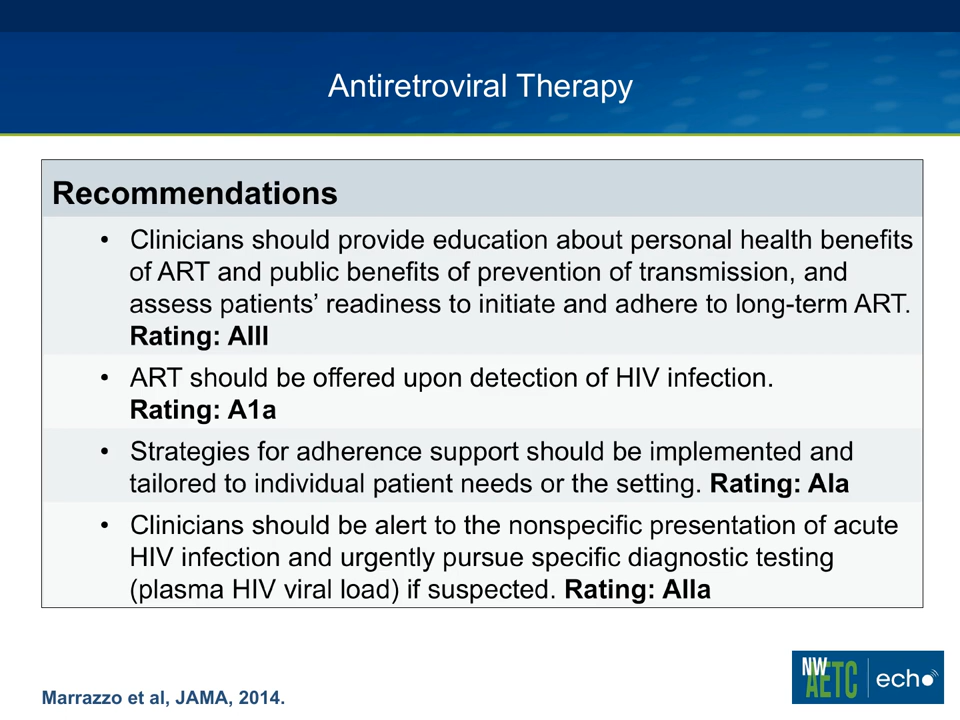 Antiretroviral Therapy
Recommendations
• Clinicians should provide education about personal health benefits
of ART and public benefits of prevention of transmission, and
assess patients’ readiness to initiate and adhere to long-term ART.
Rating: AIII
• ART should be offered upon detection of HIV infection.
Rating: A1a
• Strategies for adherence support should be implemented and
tailored to individual patient needs or the setting. Rating: AIa
• Clinicians should be alert to the nonspecific presentation of acute
HIV infection and urgently pursue specific diagnostic testing
(plasma HIV viral load) if suspected. Rating: AIIa
Marrazzo et al, JAMA, 2014.
NW
AETC
echo